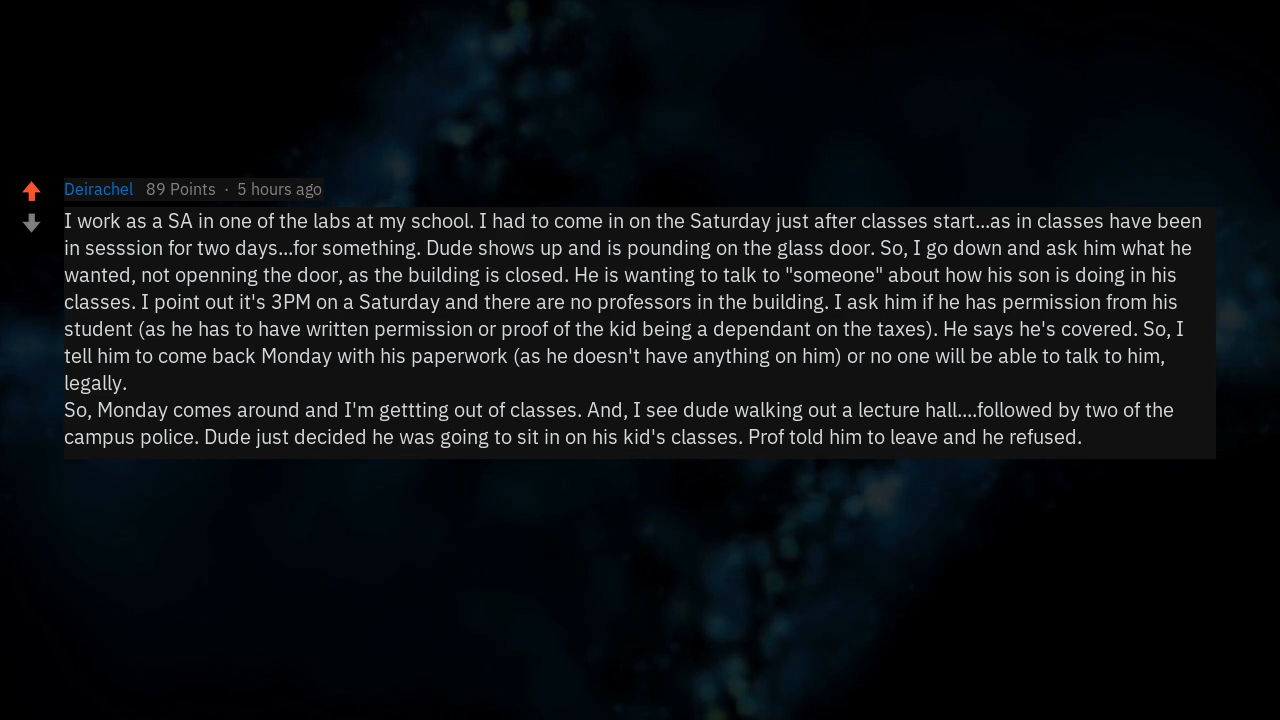 Deirachel 89 Points · 5 hours ago
I work as a SA in one of the labs at my school. I had to come in on the Saturday just after classes start...as in classes have been
in sesssion for two days...for something. Dude shows up and is pounding on the glass door. So, I go down and ask him what he
wanted, not openning the door, as the building is closed. He is wanting to talk to "someone" about how his son is doing in his
classes. I point out it's 3PM on a Saturday and there are no professors in the building. I ask him if he has permission from his
student (as he has to have written permission or proof of the kid being a dependant on the taxes). He says he's covered. So, I
tell him to come back Monday with his paperwork (as he doesn't have anything on him) or no one will be able to talk to him,
legally.
So, Monday comes around and I'm gettting out of classes. And, I see dude walking out a lecture hall....followed by two of the
campus police. Dude just decided he was going to sit in on his kid's classes. Prof told him to leave and he refused.